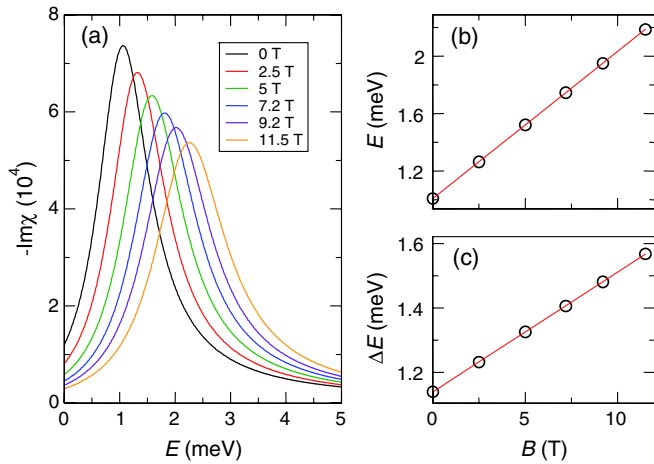 (a)
0 T
2.5 T
5 T
7.2 T
9.2 T
11.5 T
-8
6
4
2
0
-Imχ (10⁴)
0 1 2 3 4 5
E (meV)
(b)
2
1.6
1.2
E (meV)
(c)
1.6
1.4
1.2
ΔE (meV)
0 5 10
B (T)